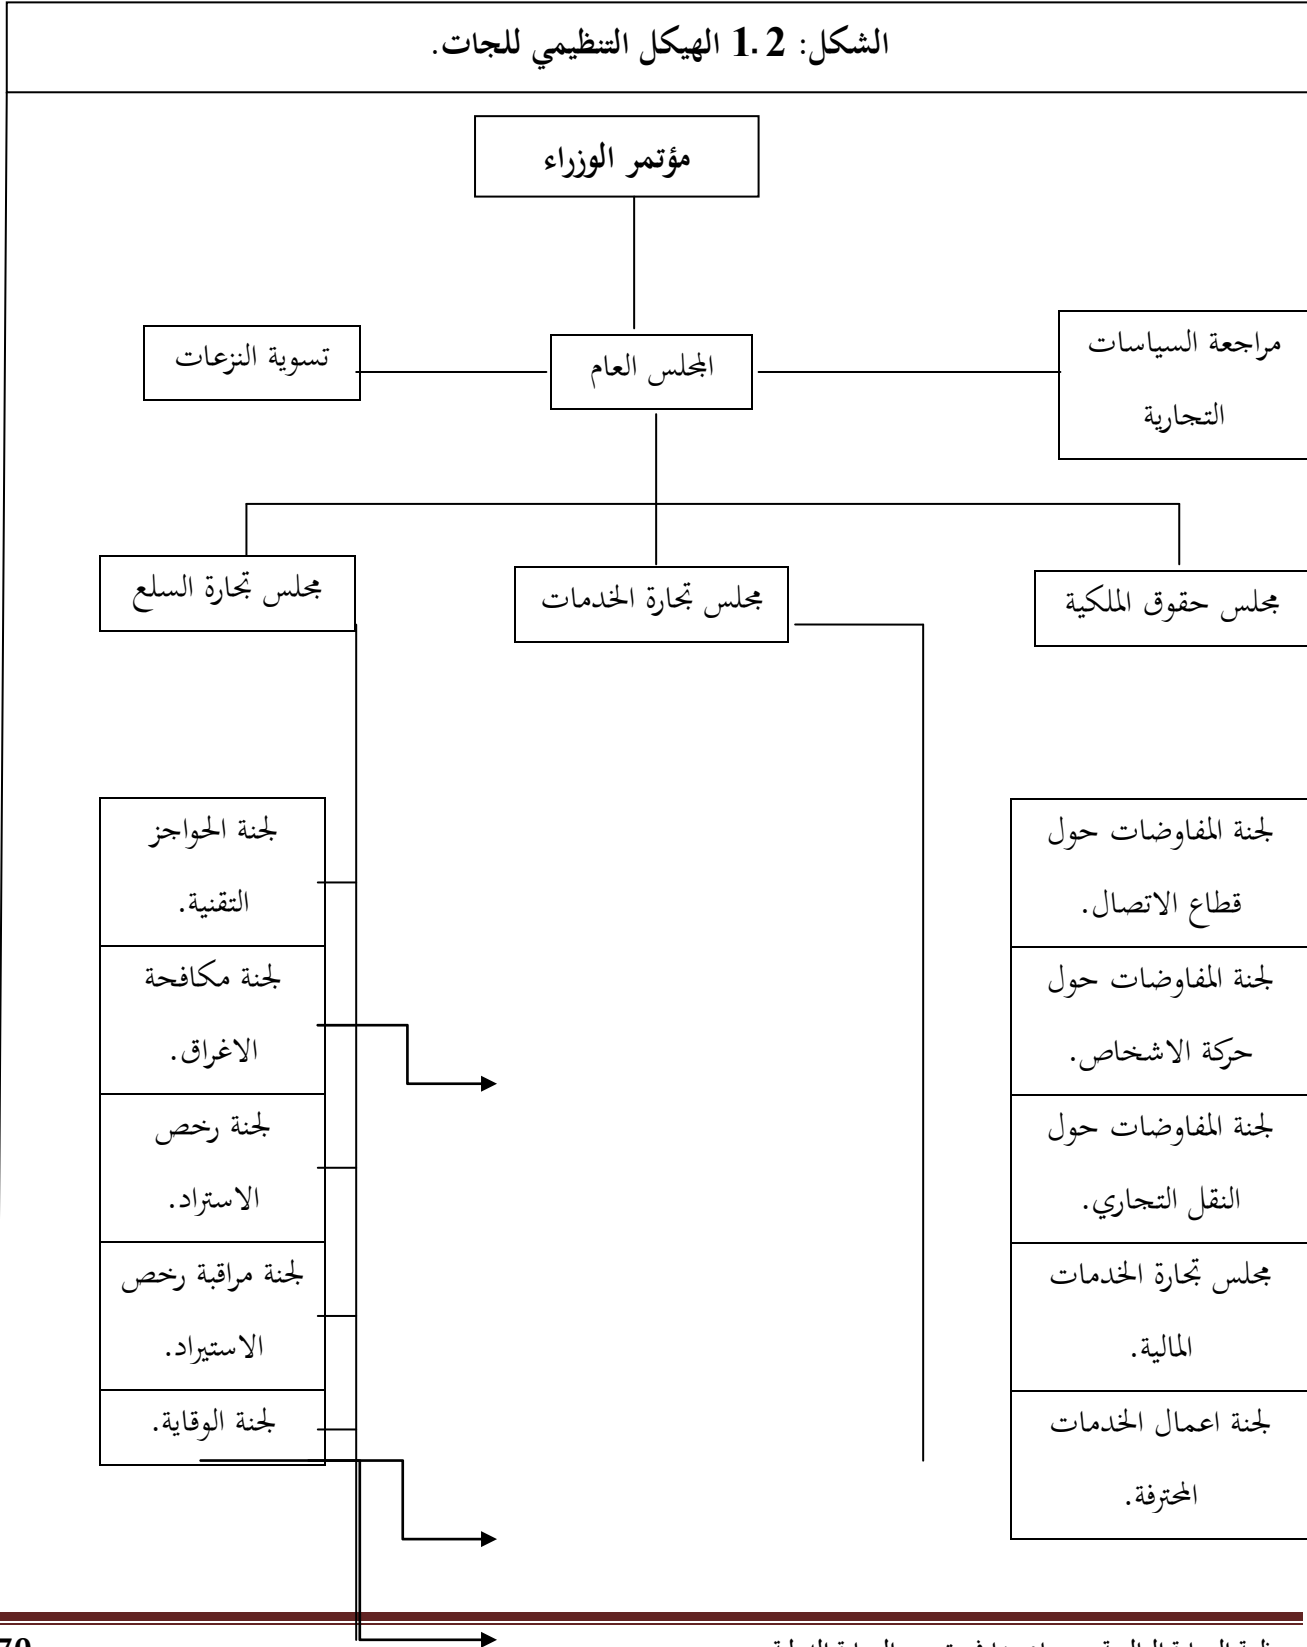 الشكل: 1.2 الهيكل التنظيمي للجات.
مؤتمر الوزراء
مراجعة السياسات
التجارية
المجلس العام
تسوية النزعات
مجلس حقوق الملكية
مجلس تجارة الخدمات
مجلس تجارة السلع
لجنة المفاوضات حول
قطاع الاتصال.
لجنة المفاوضات حول
حركة الاشخاص.
لجنة المفاوضات حول
النقل التجاري.
مجلس تجارة الخدمات
المالية.
لجنة اعمال الخدمات
المحترفة.
لجنة الحواجز
التقنية.
لجنة مكافحة
الاغراق.
لجنة رخص
الاستراد.
لجنة مراقبة رخص
الاستيراد.
لجنة الوقاية.